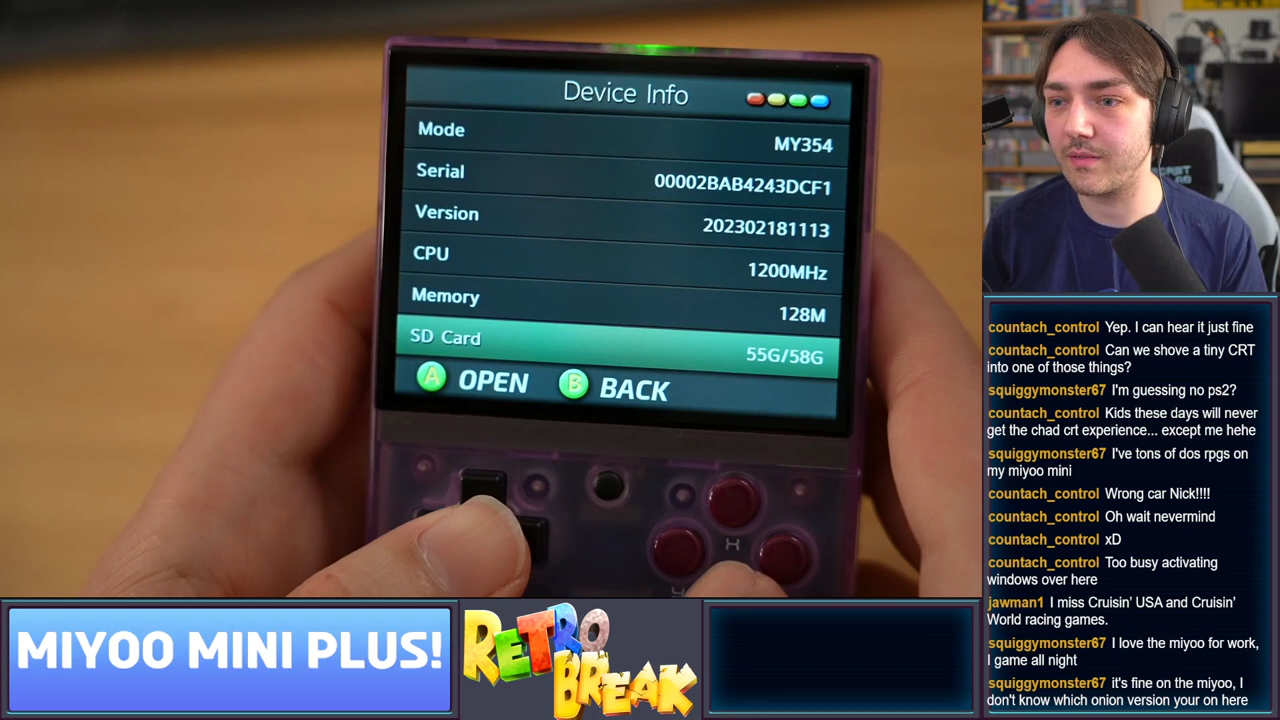 Device Info
Mode MY354
Serial 00002BAB4243DCF1
Version 202302181113
CPU 1200MHz
Memory 128M
SD Card 55G/58G
A OPEN B BACK
X
Y
MIYOO MINI PLUS!
RETRO
BREAK
countach_control Yep. I can hear it just fine
countach_control Can we shove a tiny CRT
into one of those things?
squiggymonster67 I'm guessing no ps2?
countach_control Kids these days will never
get the chad crt experience... except me hehe
squiggymonster67 I've tons of dos rpgs on
my miyoo mini
countach_control Wrong car Nick!!!!
countach_control Oh wait nevermind
countach_control xD
countach_control Too busy activating
windows over here
jawman1 I miss Cruisin' USA and Cruisin'
World racing games.
squiggymonster67 I love the miyoo for work,
I game all night
squiggymonster67 it's fine on the miyoo, I
don't know which onion version your on here